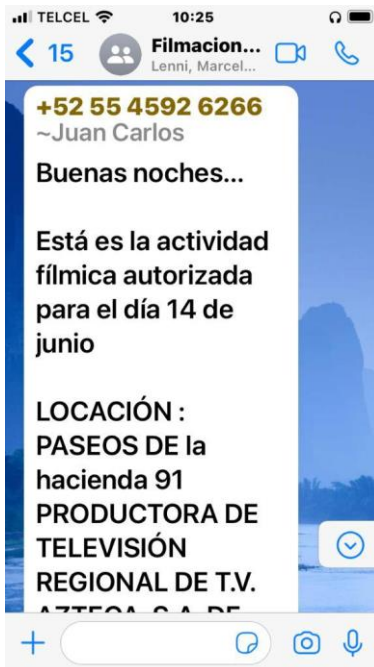 TELCEL 10:25
15 Filmacion...
Lenni, Marcel...
+52 55 4592 6266
~Juan Carlos
Buenas noches...
Está es la actividad
fílmica autorizada
para el día 14 de
junio
LOCACIÓN :
PASEOS DE la
hacienda 91
PRODUCTORA DE
TELEVISIÓN
REGIONAL DE T.V.
AZTECA, S.A. DE